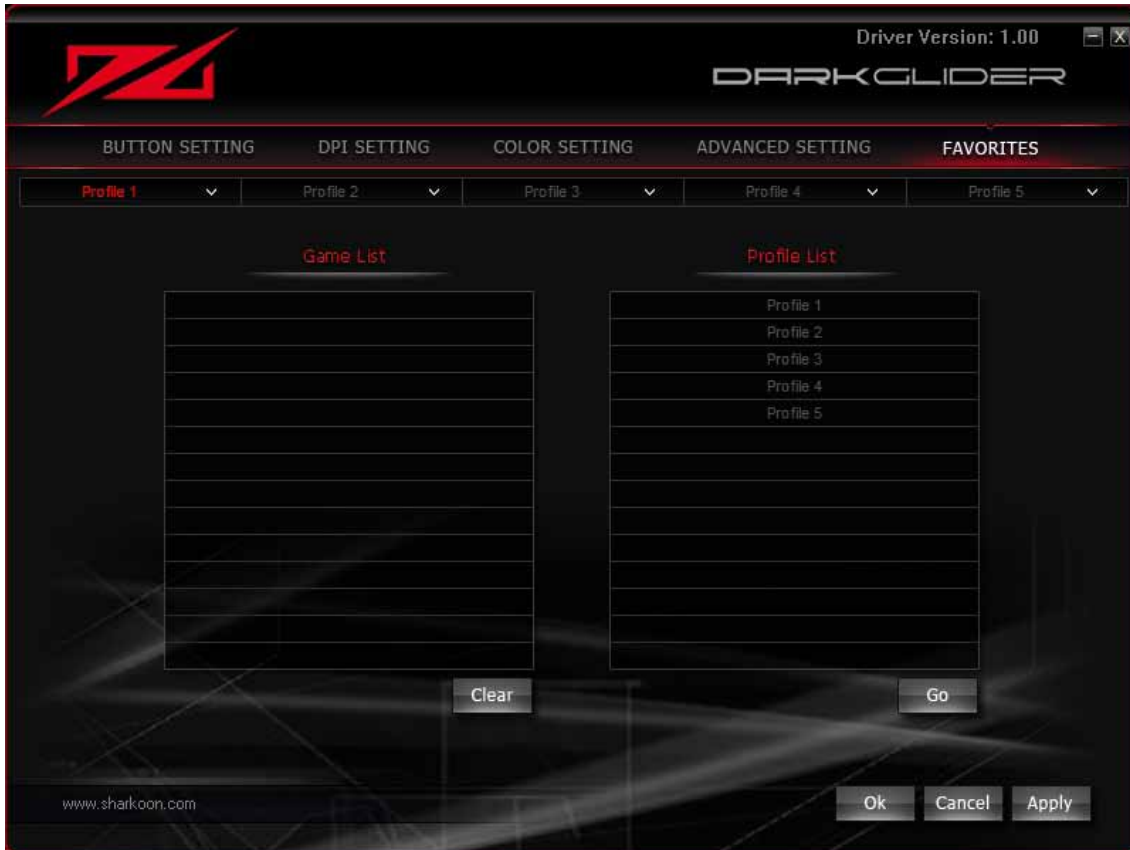 Driver Version: 1.00
DARKGLIDER
BUTTON SETTING DPI SETTING COLOR SETTING ADVANCED SETTING FAVORITES
Profile 1 Profile 2 Profile 3 Profile 4 Profile 5
Game List Profile List
Profile 1
Profile 2
Profile 3
Profile 4
Profile 5
Clear Go
www.sharkoon.com Ok Cancel Apply